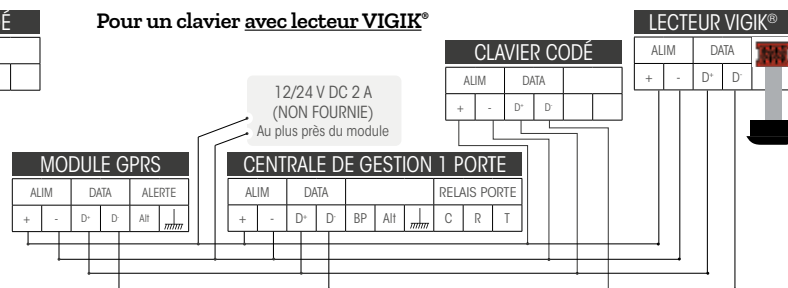 É
Pour un clavier avec lecteur VIGIK®
LECTEUR VIGIK®
ALIM DATA
+ - D+ D-
CLAVIER CODÉ
ALIM DATA
+ - D+ D-
12/24 V DC 2 A
(NON FOURNIE)
Au plus près du module
MODULE GPRS
ALIM DATA ALERTE
+ - D+ D- Alt
CENTRALE DE GESTION 1 PORTE
ALIM DATA RELAIS PORTE
+ - D+ D- BP Alt C R T